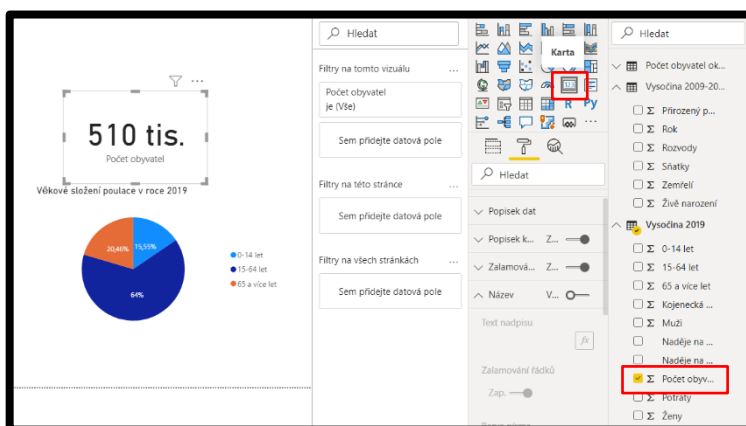 510 tis.
Počet obyvatel
Věkové složení poulace v roce 2019
20,46%
15,55%
64%
0-14 let
15-64 let
65 a více let
Hledat
Filtry na tomto vizuálu ...
Počet obyvatel
je (Vše)
Sem přidejte datová pole
Filtry na této stránce ...
Sem přidejte datová pole
Filtry na všech stránkách ...
Sem přidejte datová pole
Karta
R Py
Hledat
Popisek dat
Popisek k... Z...
Zalamová... Z...
Název V...
Text nadpisu
fx
Zalamování řádků
Zap.
Hledat
Počet obyvatel ok...
Vysočina 2009-20...
Σ Přirozený p...
Σ Rok
Σ Rozvody
Σ Sňatky
Σ Zemřelí
Σ Živě narození
Vysočina 2019
Σ 0-14 let
Σ 15-64 let
Σ 65 a více let
Σ Kojenecká ...
Σ Muži
Naděje na ...
Naděje na ...
Σ Počet obyv...
Σ Potraty
Σ Ženy